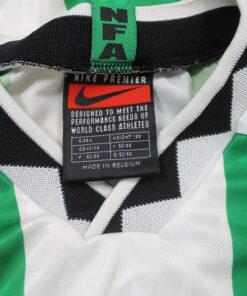 NFA
NIKE PREMIER
DESIGNED TO MEET THE
PERFORMANCE NEEDS OF
WORLD CLASS ATHLETES
MADE IN BELGIUM